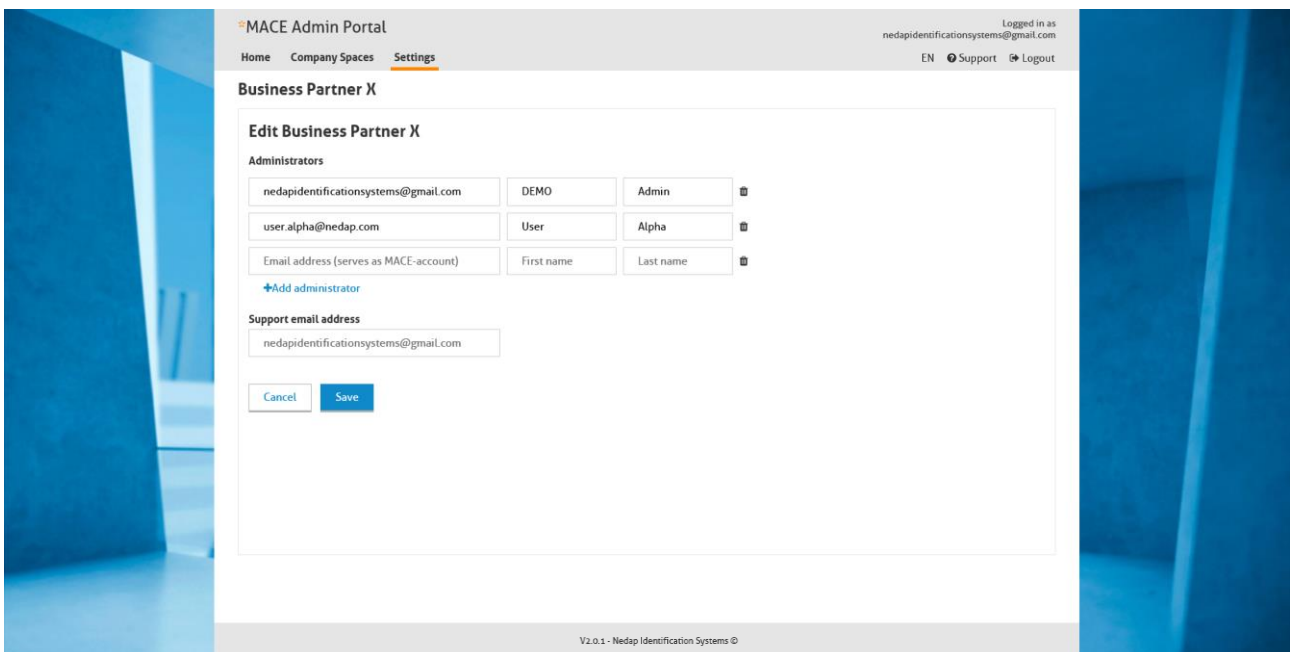 MACE Admin Portal
Logged in as
nedapidentificationsystems@gmail.com
Home Company Spaces Settings
EN Support Logout
Business Partner X
Edit Business Partner X
Administrators
nedapidentificationsystems@gmail.com DEMO Admin
user.alpha@nedap.com User Alpha
Email address (serves as MACE-account) First name Last name
+Add administrator
Support email address
nedapidentificationsystems@gmail.com
Cancel Save
V2.0.1 - Nedap Identification Systems ©